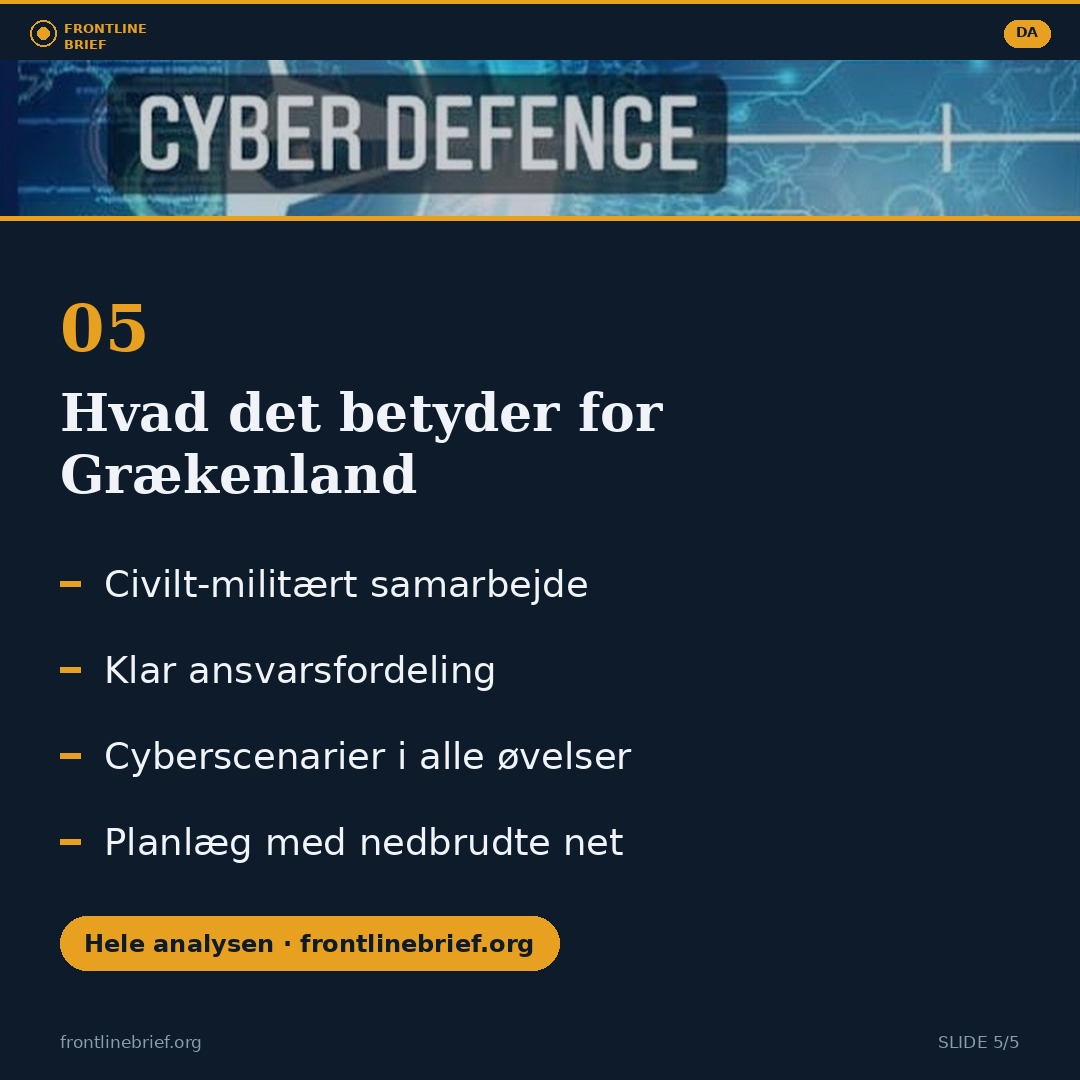 FRONTLINE
BRIEF
DA
CYBER DEFENCE
05
Hvad det betyder for
Grækenland
Civilt-militært samarbejde
Klar ansvarsfordeling
Cyberscenarier i alle øvelser
Planlæg med nedbrudte net
Hele analysen · frontlinebrief.org
frontlinebrief.org
SLIDE 5/5